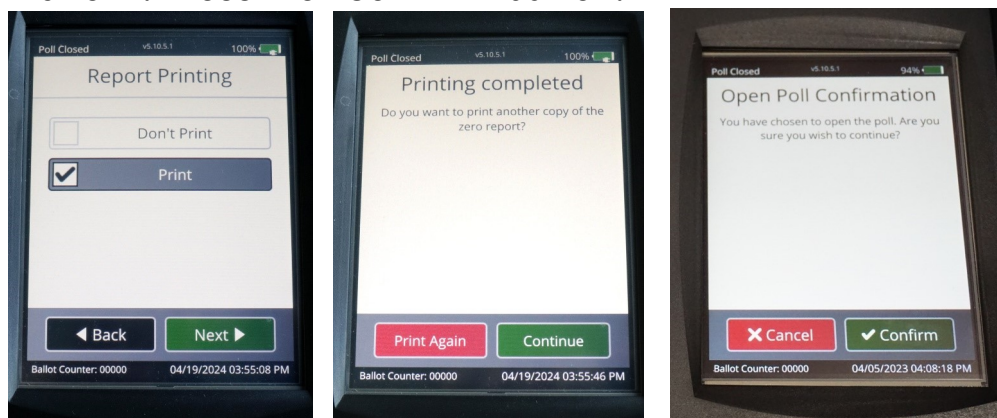 Poll Closed v5.10.5.1 100%
Report Printing
Don't Print
Print
Back Next
Ballot Counter: 00000 04/19/2024 03:55:08 PM
Poll Closed v5.10.5.1 100%
Printing completed
Do you want to print another copy of the
zero report?
Print Again Continue
Ballot Counter: 00000 04/19/2024 03:55:46 PM
Poll Closed v5.10.5.1 94%
Open Poll Confirmation
You have chosen to open the poll. Are you
sure you wish to continue?
Cancel Confirm
Ballot Counter: 00000 04/05/2023 04:08:18 PM